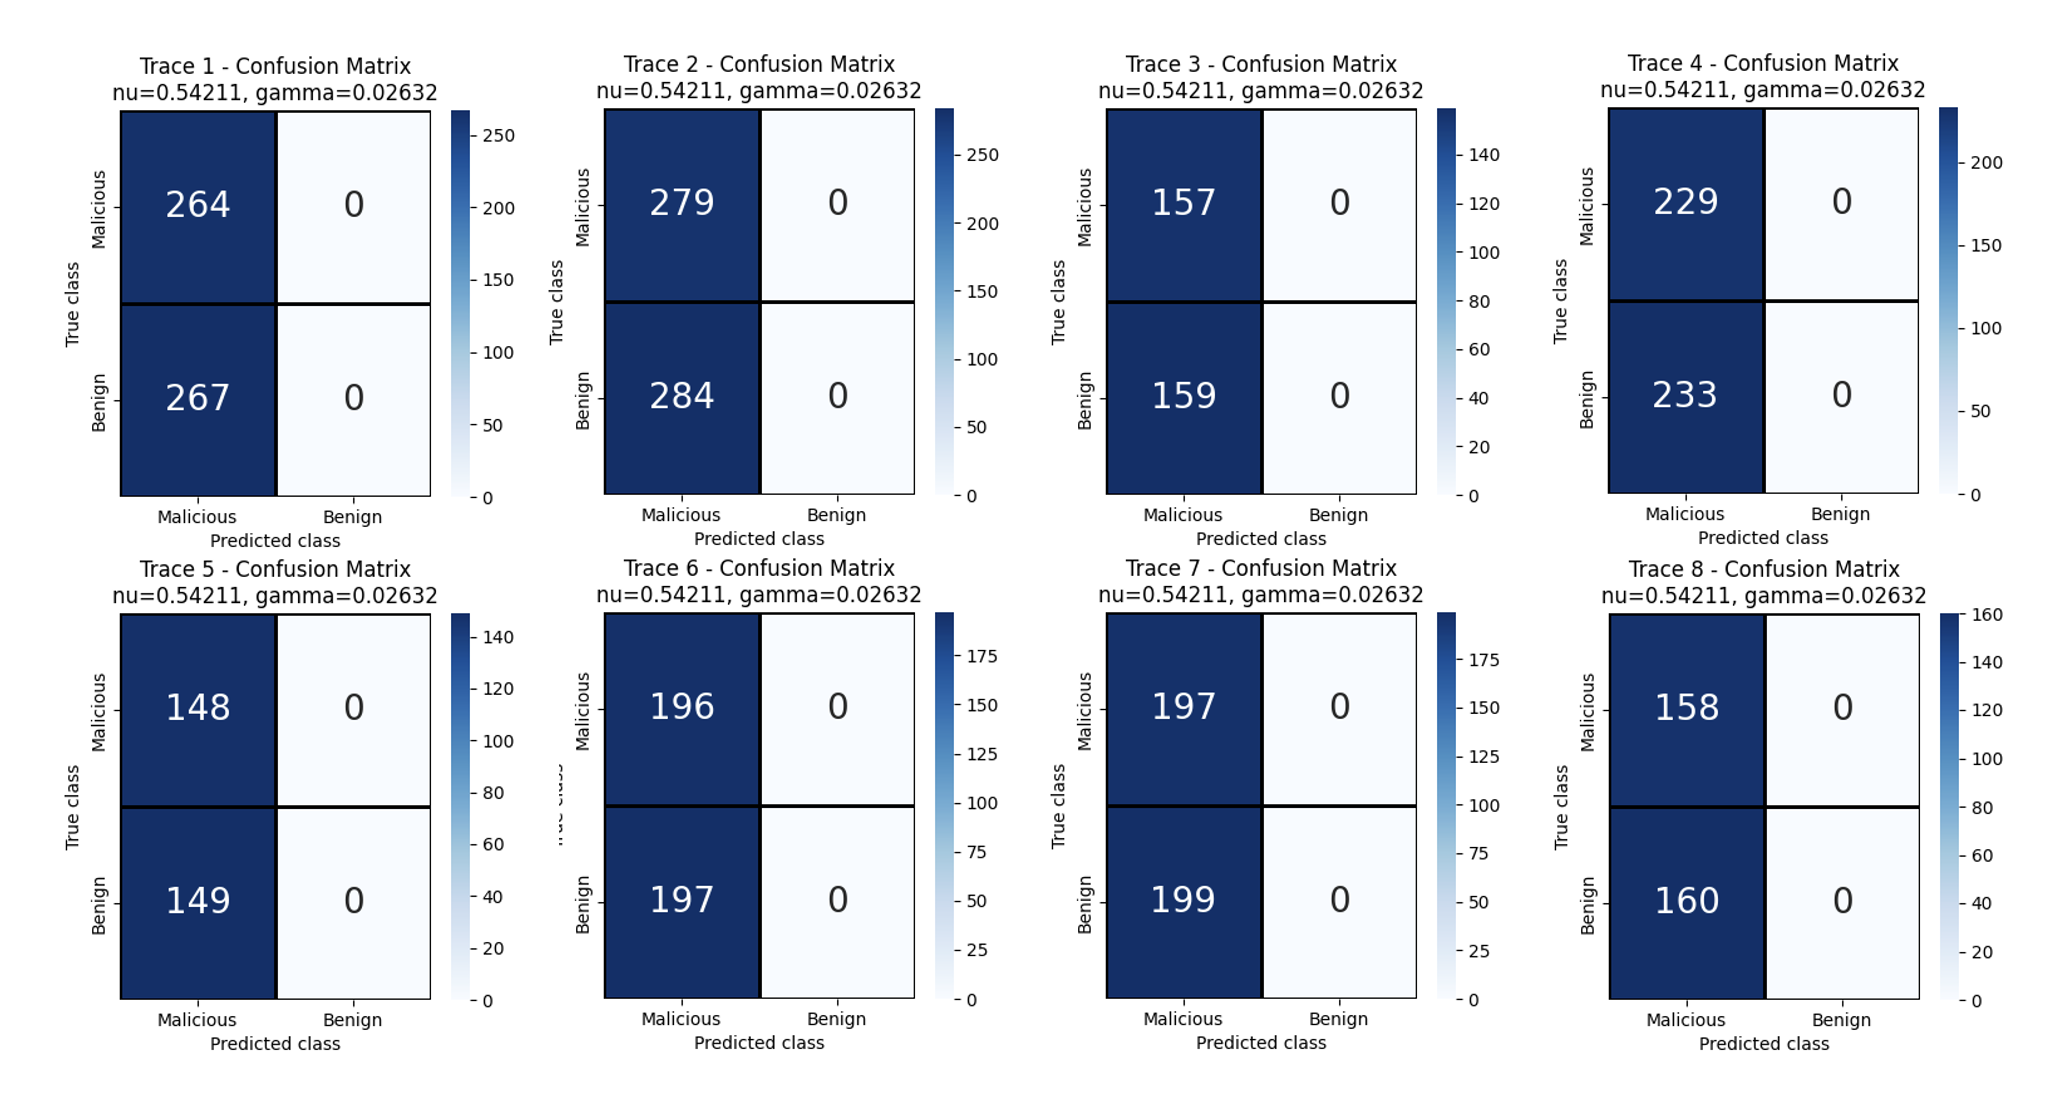 Trace 1 - Confusion Matrix
nu=0.54211, gamma=0.02632
True class
Malicious
Benign
264
0
267
0
Malicious
Benign
Predicted class
250
200
150
100
50
0
Trace 2 - Confusion Matrix
nu=0.54211, gamma=0.02632
True class
Malicious
Benign
279
0
284
0
Malicious
Benign
Predicted class
250
200
150
100
50
0
Trace 3 - Confusion Matrix
nu=0.54211, gamma=0.02632
True class
Malicious
Benign
157
0
159
0
Malicious
Benign
Predicted class
140
120
100
80
60
40
20
0
Trace 4 - Confusion Matrix
nu=0.54211, gamma=0.02632
True class
Malicious
Benign
229
0
233
0
Malicious
Benign
Predicted class
200
150
100
50
0
Trace 5 - Confusion Matrix
nu=0.54211, gamma=0.02632
True class
Malicious
Benign
148
0
149
0
Malicious
Benign
Predicted class
140
120
100
80
60
40
20
0
Trace 6 - Confusion Matrix
nu=0.54211, gamma=0.02632
Malicious
Benign
196
0
197
0
Malicious
Benign
Predicted class
175
150
125
100
75
50
25
0
Trace 7 - Confusion Matrix
nu=0.54211, gamma=0.02632
True class
Malicious
Benign
197
0
199
0
Malicious
Benign
Predicted class
175
150
125
100
75
50
25
0
Trace 8 - Confusion Matrix
nu=0.54211, gamma=0.02632
True class
Malicious
Benign
158
0
160
0
Malicious
Benign
Predicted class
160
140
120
100
80
60
40
20
0